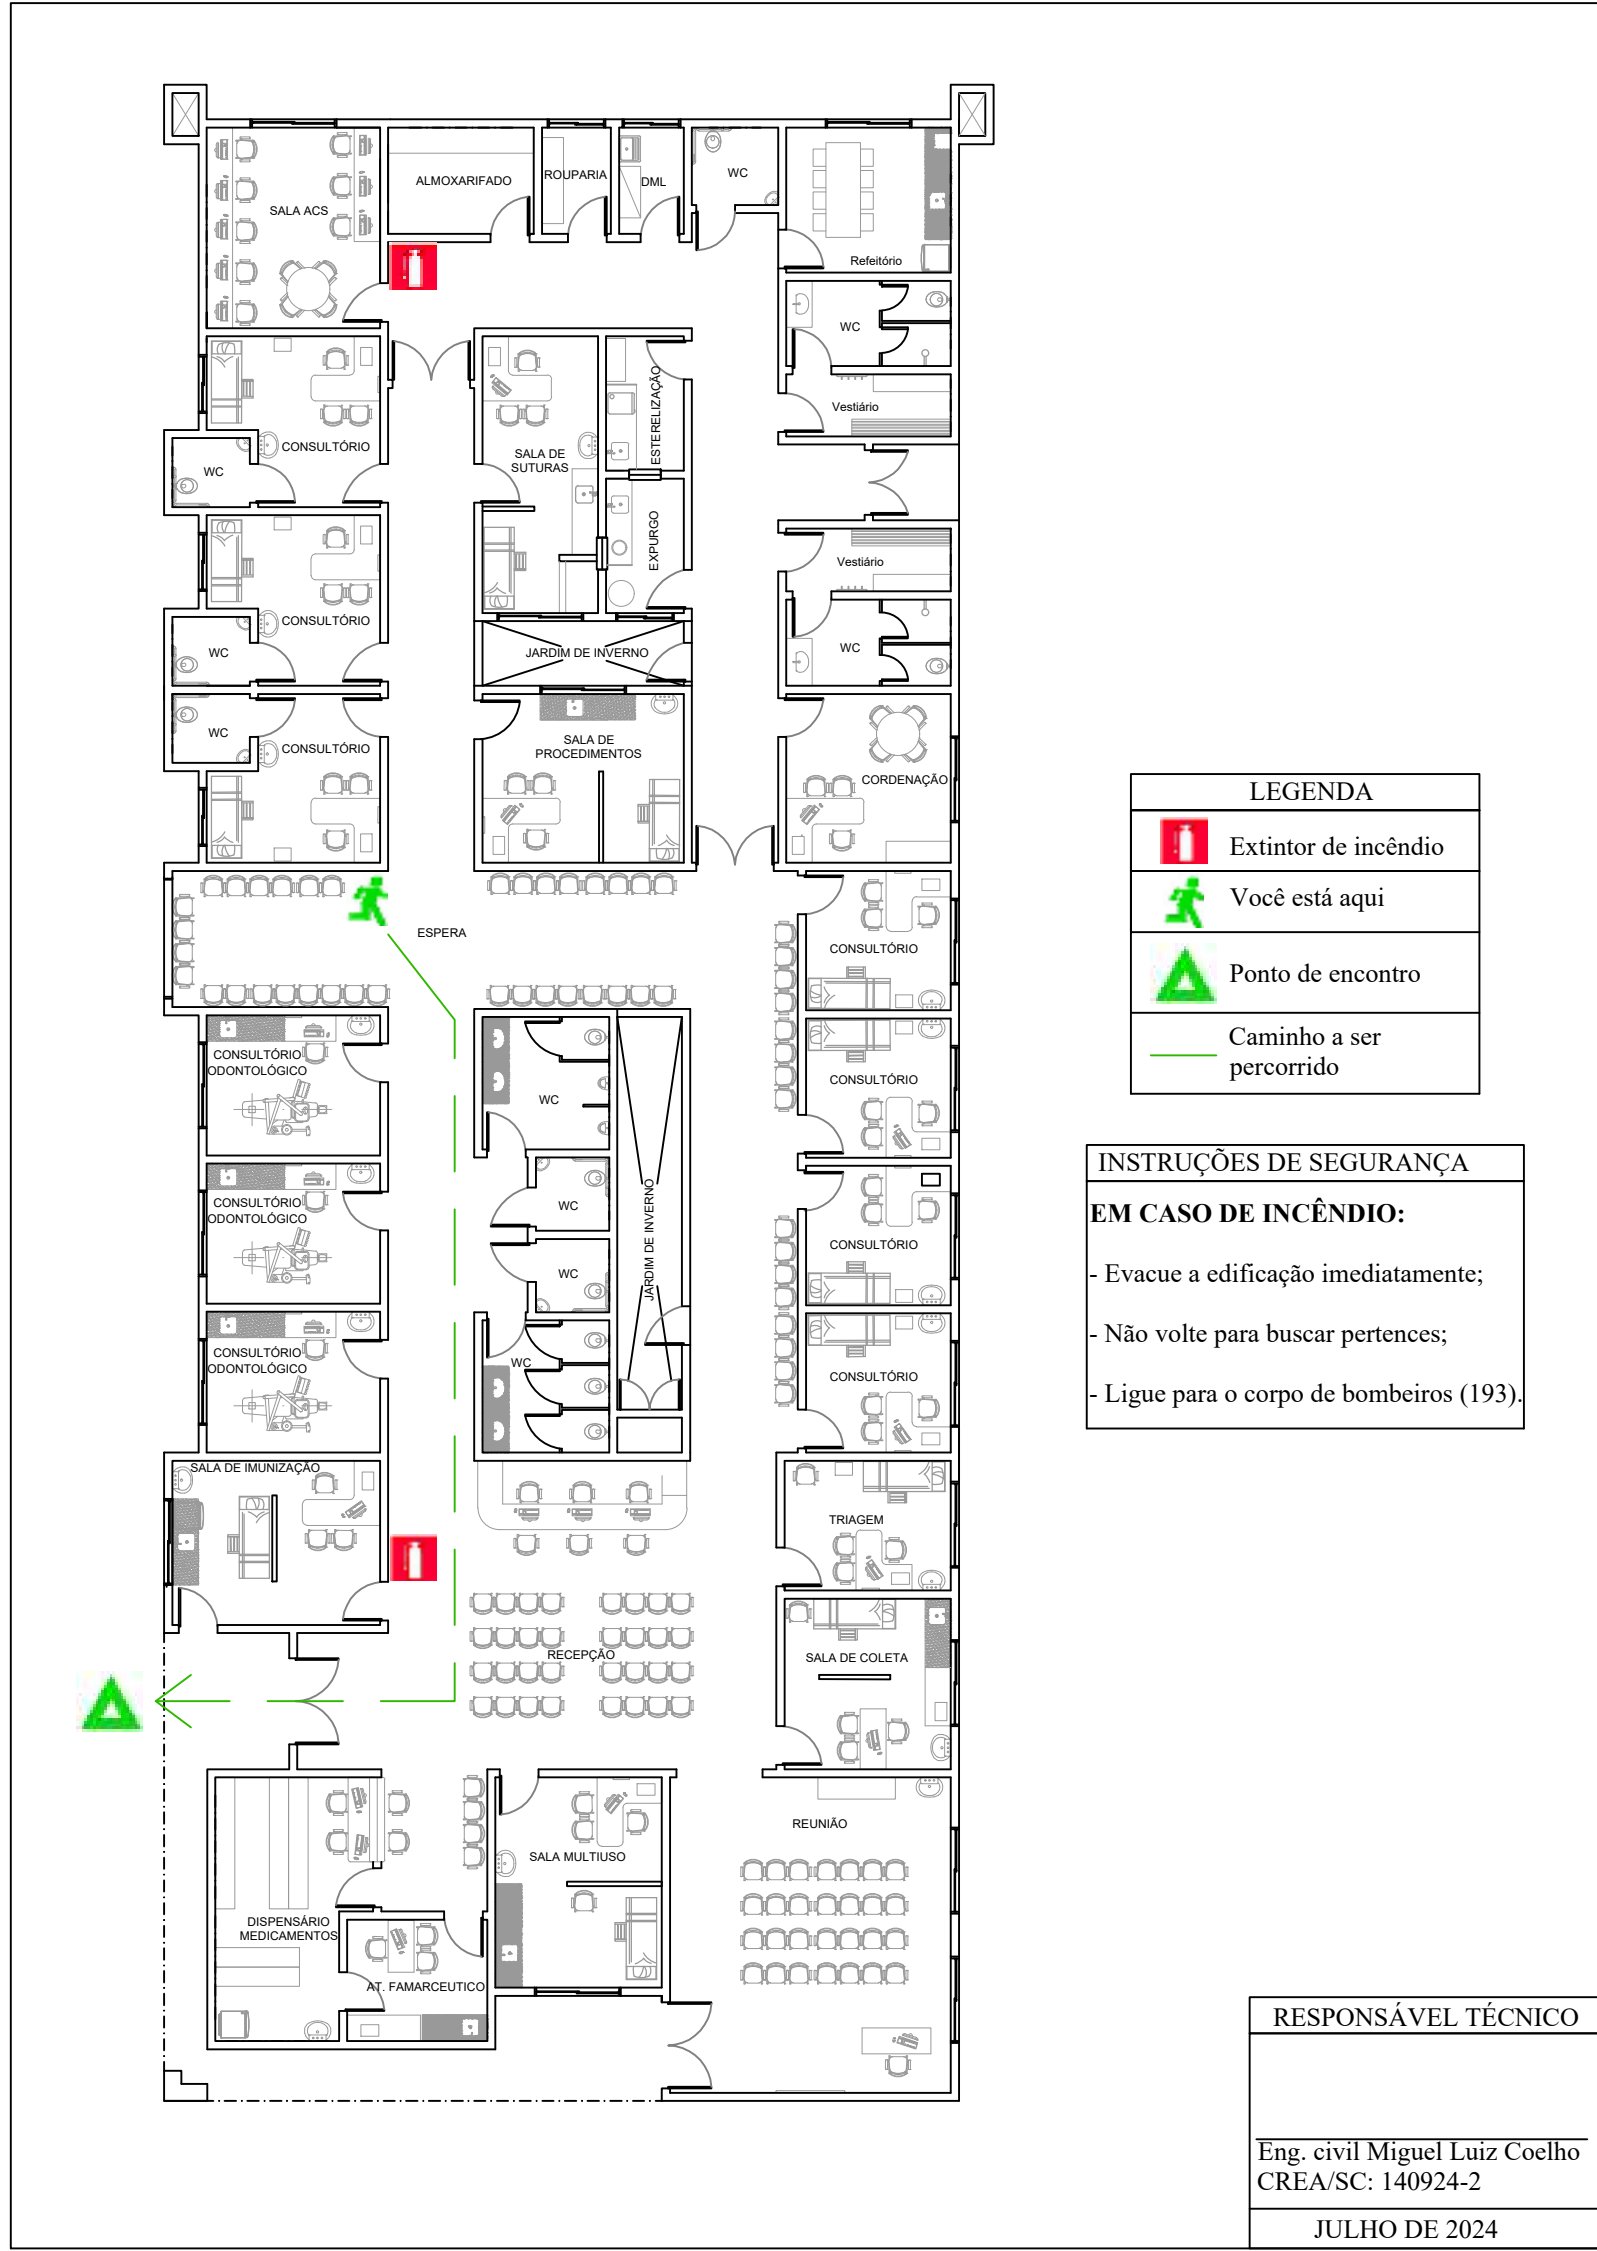 ALMOXARIFADO
ROUPARIA
DML
WC
SALA ACS
Refeitório
WC
Vestiário
CONSULTÓRIO
WC
SALA DE
SUTURAS
ESTERELIZAÇÃO
EXPURGO
Vestiário
WC
CONSULTÓRIO
WC
JARDIM DE INVERNO
WC
CONSULTÓRIO
SALA DE
PROCEDIMENTOS
CORDENAÇÃO
ESPERA
CONSULTÓRIO
CONSULTÓRIO
ODONTOLÓGICO
WC
CONSULTÓRIO
CONSULTÓRIO
ODONTOLÓGICO
WC
JARDIM DE INVERNO
CONSULTÓRIO
WC
CONSULTÓRIO
ODONTOLÓGICO
WC
CONSULTÓRIO
SALA DE IMUNIZAÇÃO
TRIAGEM
RECEPÇÃO
SALA DE COLETA
REUNIÃO
SALA MULTIUSO
DISPENSÁRIO
MEDICAMENTOS
AT. FAMARCEUTICO
LEGENDA
Extintor de incêndio
Você está aqui
Ponto de encontro
Caminho a ser
percorrido
INSTRUÇÕES DE SEGURANÇA
EM CASO DE INCÊNDIO:
- Evacue a edificação imediatamente;
- Não volte para buscar pertences;
- Ligue para o corpo de bombeiros (193).
RESPONSÁVEL TÉCNICO
Eng. civil Miguel Luiz Coelho
CREA/SC: 140924-2
JULHO DE 2024